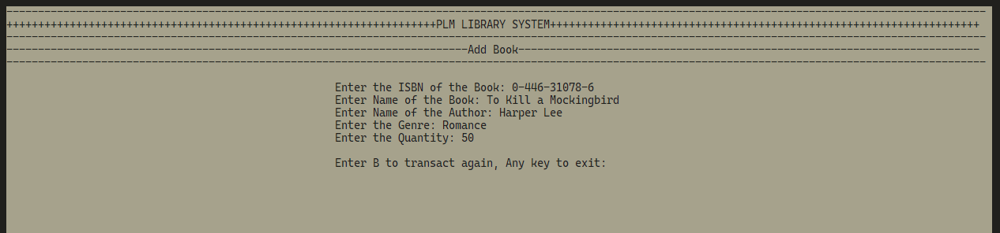 ++++++++++++++++++++++++++++++++++++++++++++++++++++++++++++++++++++PLM LIBRARY SYSTEM++++++++++++++++++++++++++++++++++++++++++++++++++++++++++++++++++++
-------------------------------------------------------------------------Add Book-------------------------------------------------------------------------
Enter the ISBN of the Book: 0-446-31078-6
Enter Name of the Book: To Kill a Mockingbird
Enter Name of the Author: Harper Lee
Enter the Genre: Romance
Enter the Quantity: 50
Enter B to transact again, Any key to exit: